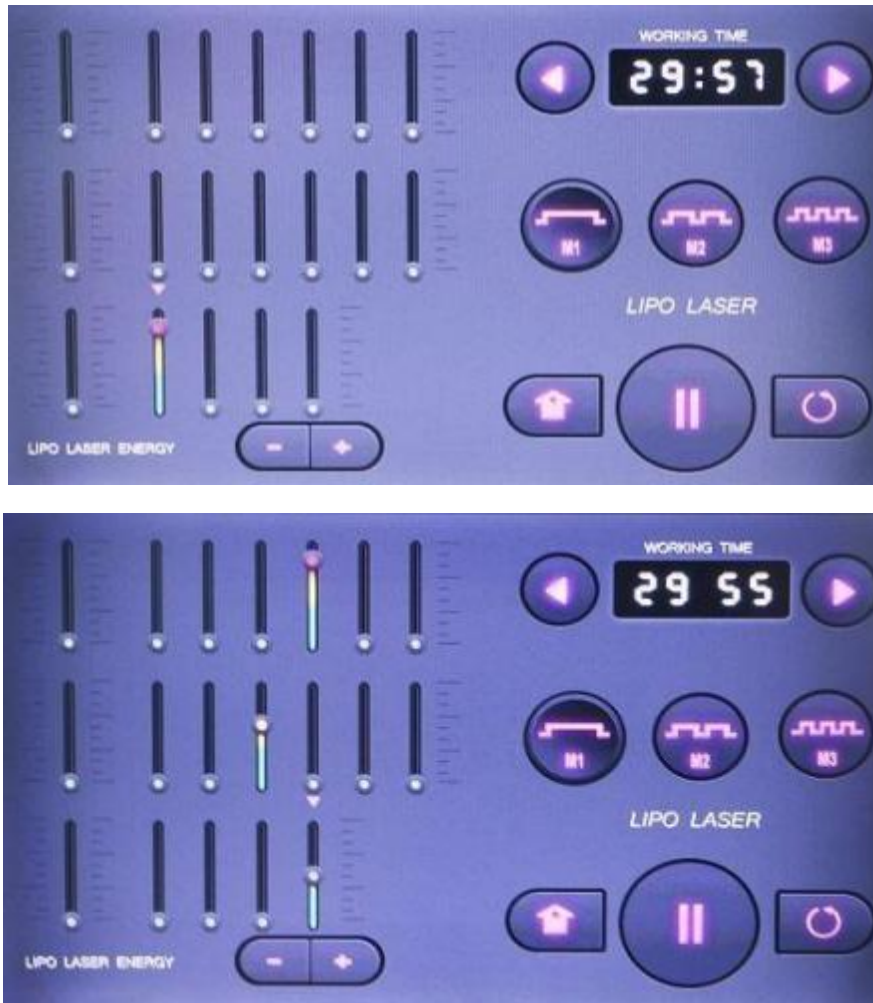 WORKING TIME
29:57
M1 M2 M3
LIPO LASER
LIPO LASER ENERGY
- +
WORKING TIME
29 55
M1 M2 M3
LIPO LASER
LIPO LASER ENERGY
- +